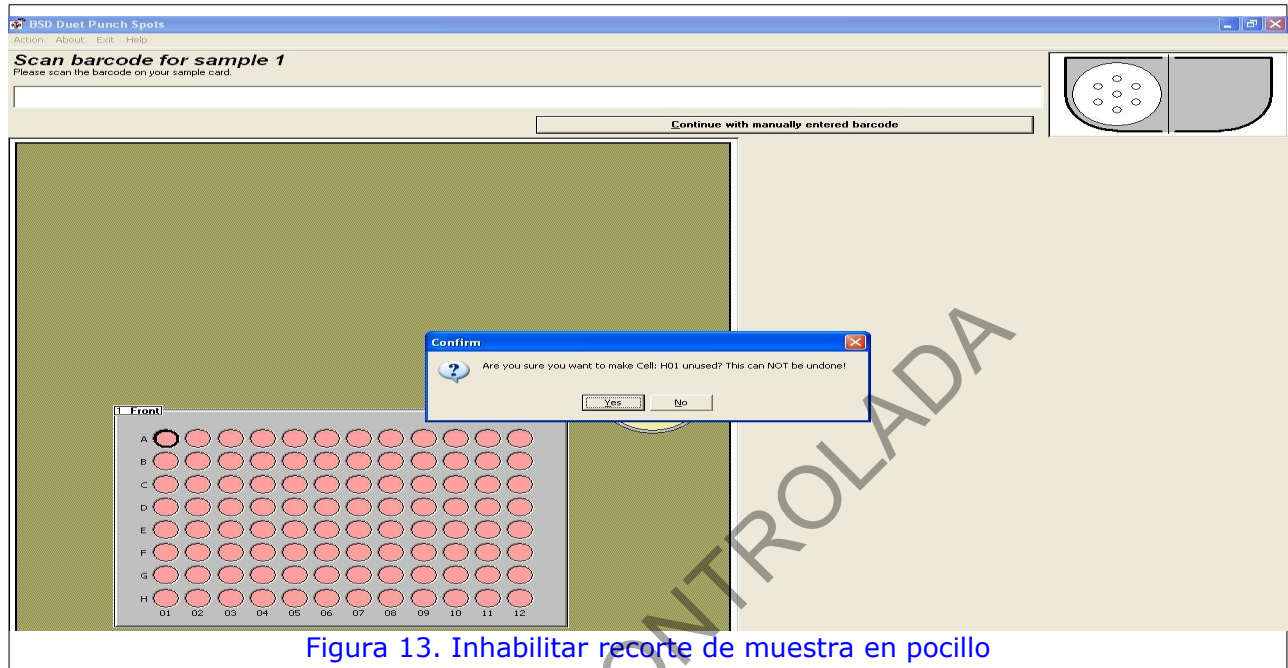 BSD Duet Punch Spots
Action About Exit Help
Scan barcode for sample 1
Please scan the barcode on your sample card.
Continue with manually entered barcode
Confirm
Are you sure you want to make Cell: H01 unused? This can NOT be undone!
Yes No
1 Front
A
B
C
D
E
F
G
H
01 02 03 04 05 06 07 08 09 10 11 12
CONTROLADA
Figura 13. Inhabilitar recorte de muestra en pocillo